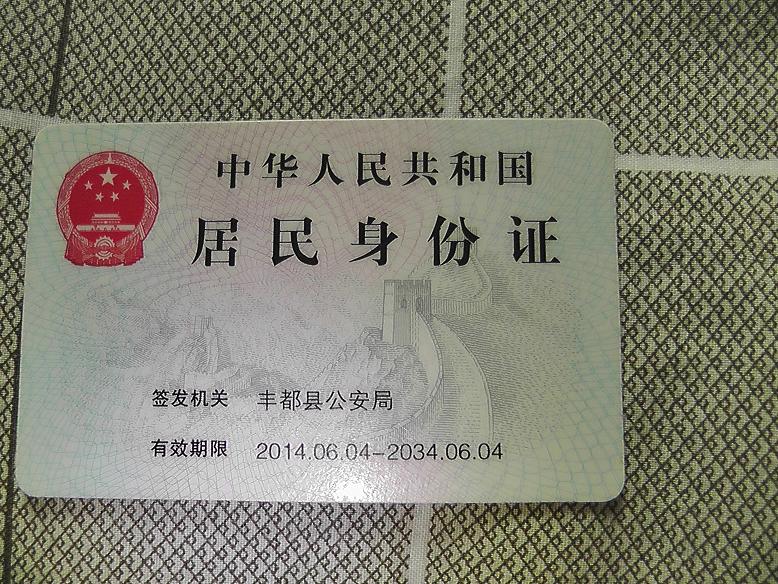 中华人民共和国
居民身份证
签发机关 丰都县公安局
有效期限 2014.06.04-2034.06.04